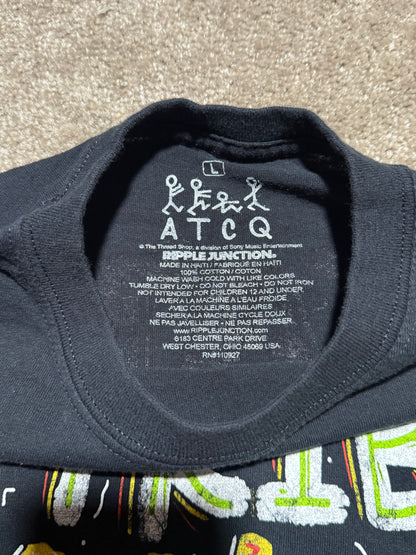 L
A T C Q
© The Thread Shop, a division of Sony Music Entertainment
RIPPLE JUNCTION®
MADE IN HAITI / FABRIQUE EN HAITI
100% COTTON / COTON
MACHINE WASH COLD WITH LIKE COLORS.
TUMBLE DRY LOW - DO NOT BLEACH - DO NOT IRON
NOT INTENDED FOR CHILDREN 12 AND UNDER.
LAVER A LA MACHINE A L'EAU FROIDE
AVEC COULEURS SIMILAIRES
SECHER A LA MACHINE CYCLE DOUX
NE PAS JAVELLISER - NE PAS REPASSER.
www.RIPPLEJUNCTION.com
6183 CENTRE PARK DRIVE
WEST CHESTER, OHIO 45069 USA.
RN#110927
TRIB